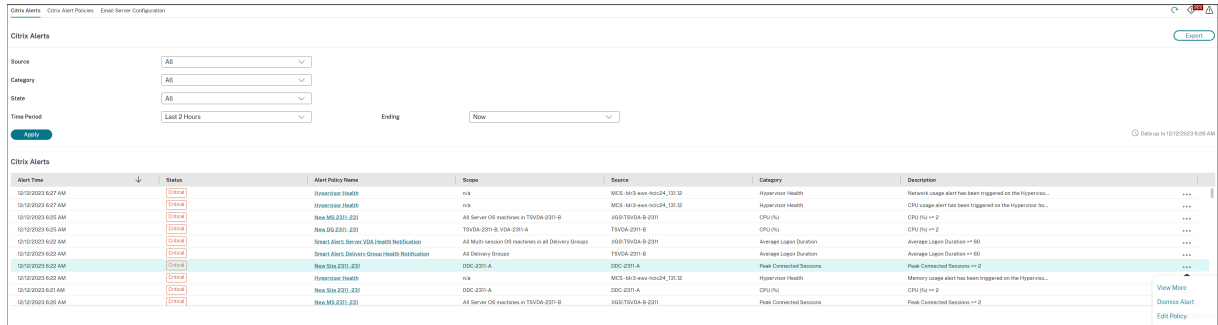 Citrix Alerts Citrix Alert Policies Email Server Configuration
Citrix Alerts Export
Source All
Category All
State All
Time Period Last 2 Hours Ending Now
Apply Data up to 12/12/2023 6:28 AM
Citrix Alerts
Alert Time Status Alert Policy Name Scope Source Category Description
12/12/2023 6:27 AM Critical Hypervisor Health n/a MCS-blr3-ews-hcic24_131.12 Hypervisor Health Network usage alert has been triggered on the Hyperviso...
12/12/2023 6:27 AM Critical Hypervisor Health n/a MCS-blr3-ews-hcic24_131.12 Hypervisor Health CPU usage alert has been triggered on the Hypervisor ho...
12/12/2023 6:25 AM Critical New MS 2311-231 All Server OS machines in TSVDA-2311-B JIGS\TSVDA-B-2311 CPU (%) CPU (%) >= 2
12/12/2023 6:25 AM Critical New DG 2311-231 TSVDA-2311-B, VDA-2311-A TSVDA-2311-B CPU (%) CPU (%) >= 2
12/12/2023 6:22 AM Critical Smart Alert: Server VDA Health Notification All Multi-session OS machines in all Delivery Groups JIGS\TSVDA-B-2311 Average Logon Duration Average Logon Duration >= 60
12/12/2023 6:22 AM Critical Smart Alert: Delivery Group Health Notification All Delivery Groups TSVDA-2311-B Average Logon Duration Average Logon Duration >= 60
12/12/2023 6:22 AM Critical New Site 2311 -231 DDC-2311-A DDC-2311-A Peak Connected Sessions Peak Connected Sessions >= 2
12/12/2023 6:22 AM Critical Hypervisor Health n/a MCS-blr3-ews-hcic24_131.12 Hypervisor Health Memory usage alert has been triggered on the Hyperviso...
12/12/2023 6:21 AM Critical New Site 2311 -231 DDC-2311-A DDC-2311-A CPU (%) CPU (%) >= 2
12/12/2023 6:20 AM Critical New MS 2311-231 All Server OS machines in TSVDA-2311-B JIGS\TSVDA-B-2311 Peak Connected Sessions Peak Connected Sessions >= 2
View More
Dismiss Alert
Edit Policy